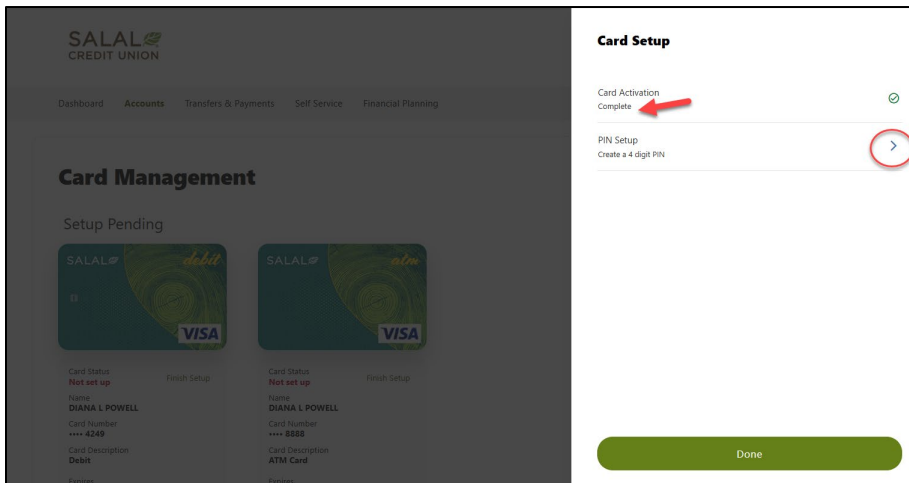 SALAL
CREDIT UNION
Dashboard Accounts Transfers & Payments Self Service Financial Planning
Card Management
Setup Pending
SALAL debit
VISA
SALAL atm
VISA
Card Status
Not set up
Finish Setup
Name
DIANA L POWELL
Card Number
•••• 4249
Card Description
Debit
Expires
Card Status
Not set up
Finish Setup
Name
DIANA L POWELL
Card Number
•••• 8888
Card Description
ATM Card
Expires
Card Setup
Card Activation
Complete
PIN Setup
Create a 4 digit PIN
Done